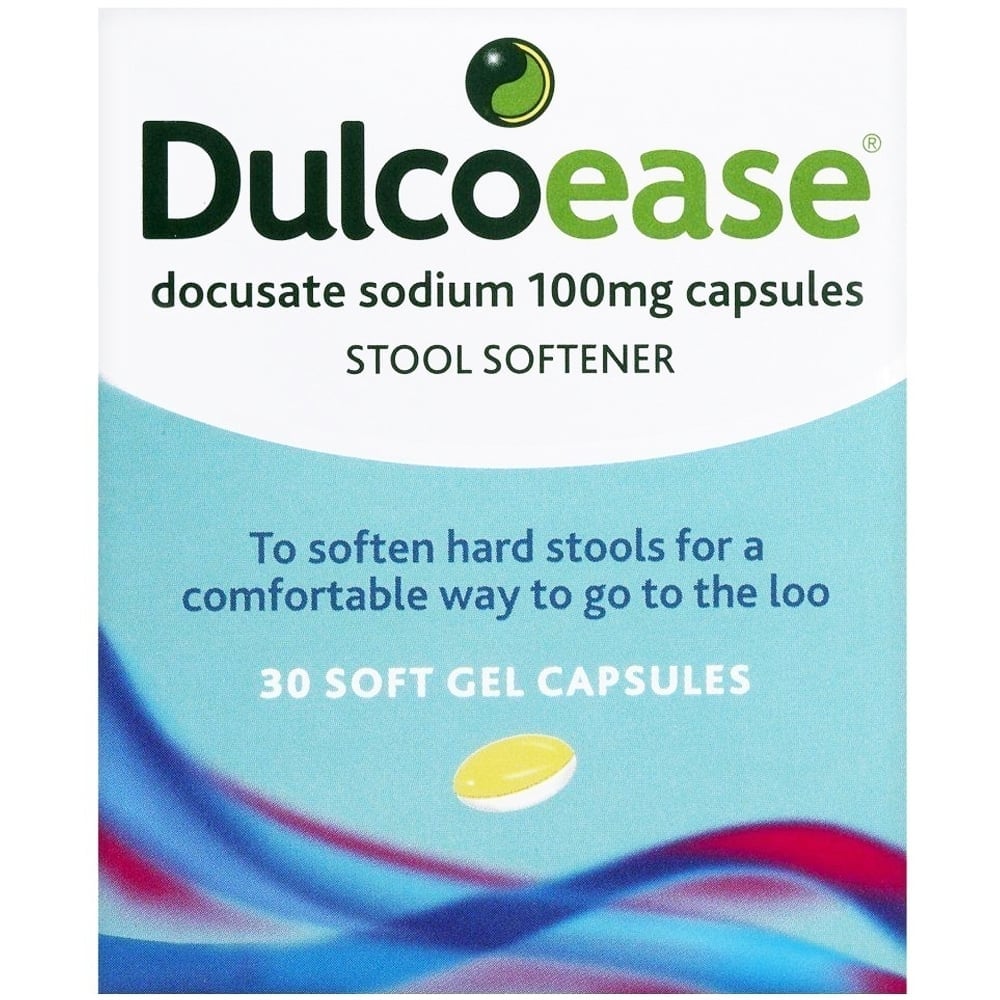 Dulcoease®
docusate sodium 100mg capsules
STOOL SOFTENER
To soften hard stools for a
comfortable way to go to the loo
30 SOFT GEL CAPSULES